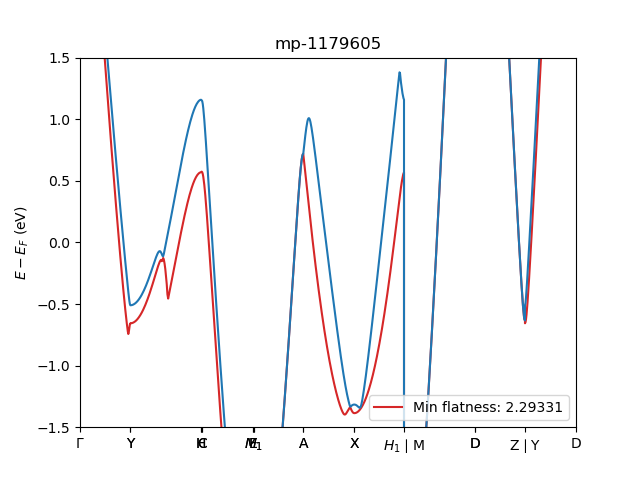 mp-1179605
1.5
1.0
0.5
0.0
−0.5
−1.0
−1.5
E − E_F (eV)
Min flatness: 2.29331
Γ Y A X H₁ | M D Z | Y D